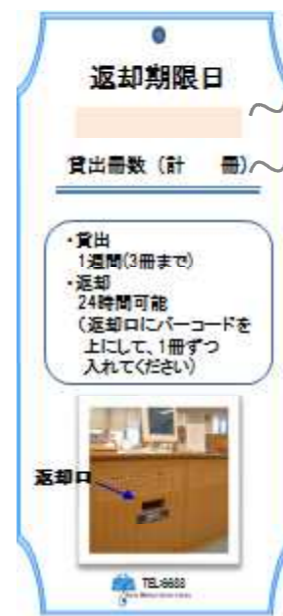 返却期限日
貸出冊数（計　冊）
・貸出
1週間(3冊まで)
・返却
24時間可能
（返却口にバーコードを
上にして、1冊ずつ
入れてください）
返却口
TEL:6683